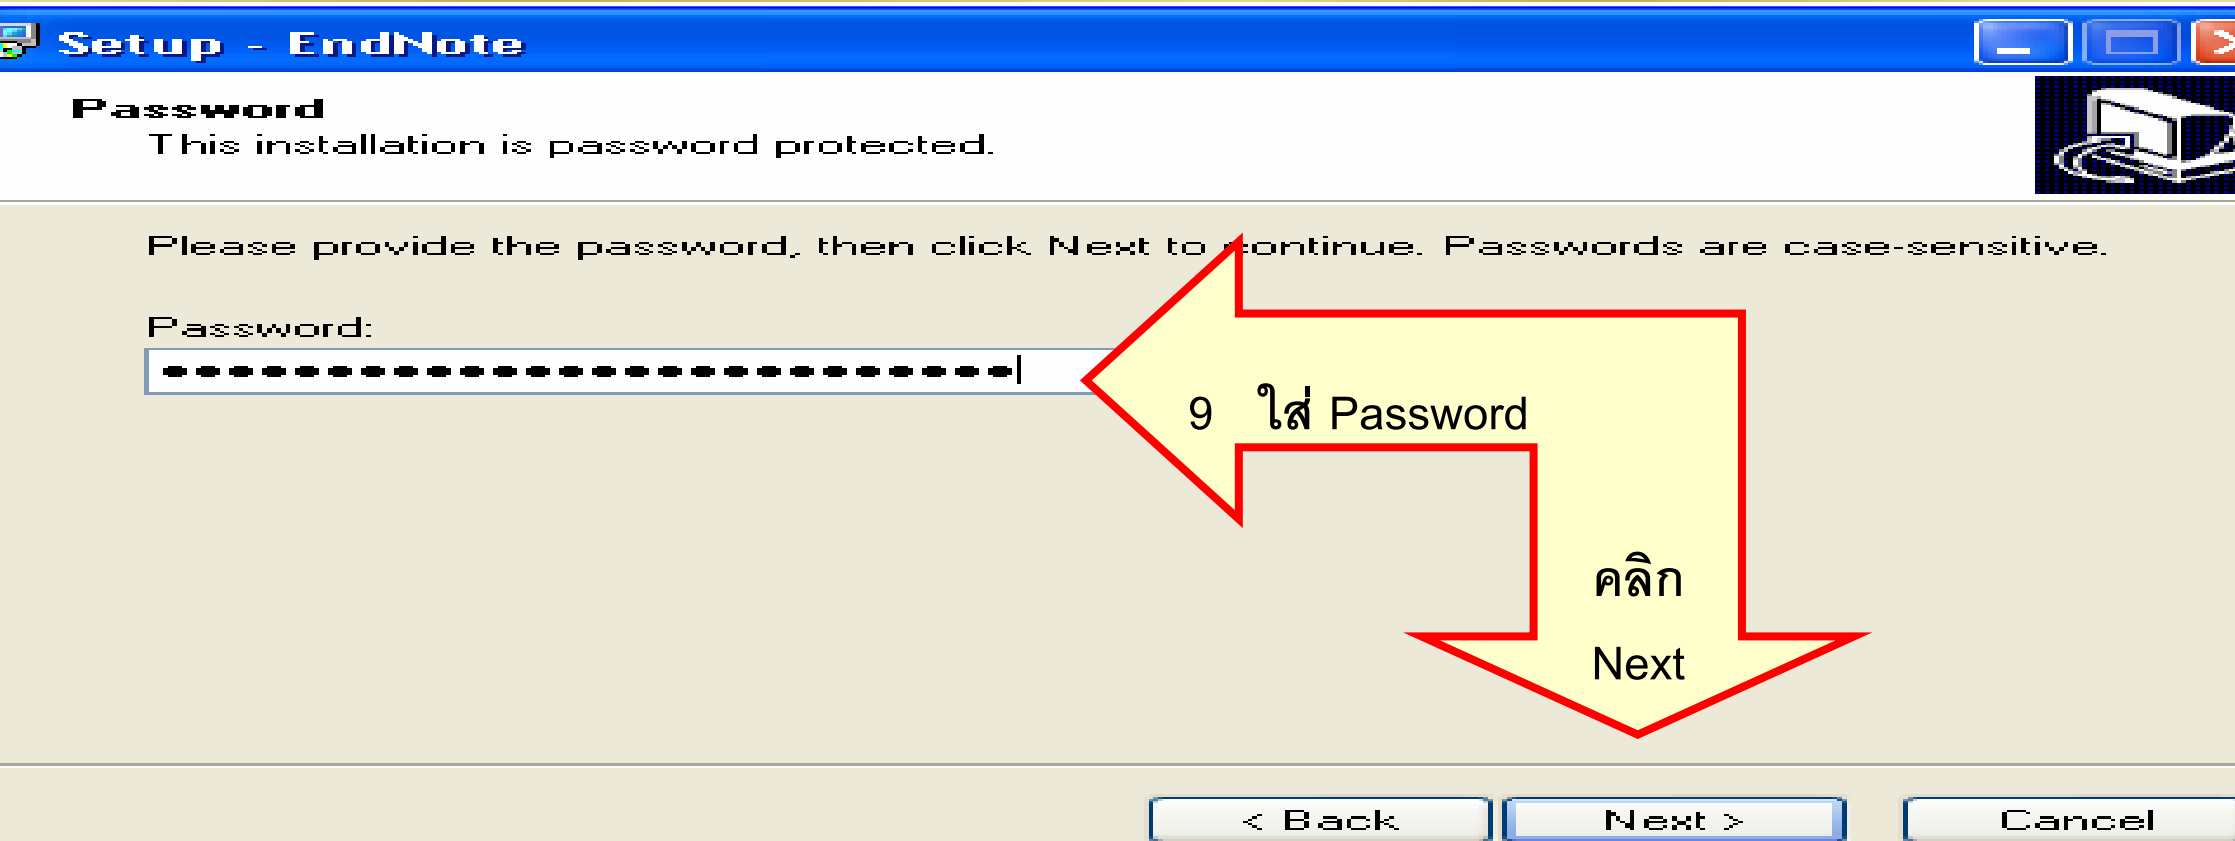 Setup - EndNote
Password
This installation is password protected.
Please provide the password, then click Next to continue. Passwords are case-sensitive.
Password:
9 ใส่ Password
คลิก
Next
< Back
Next >
Cancel